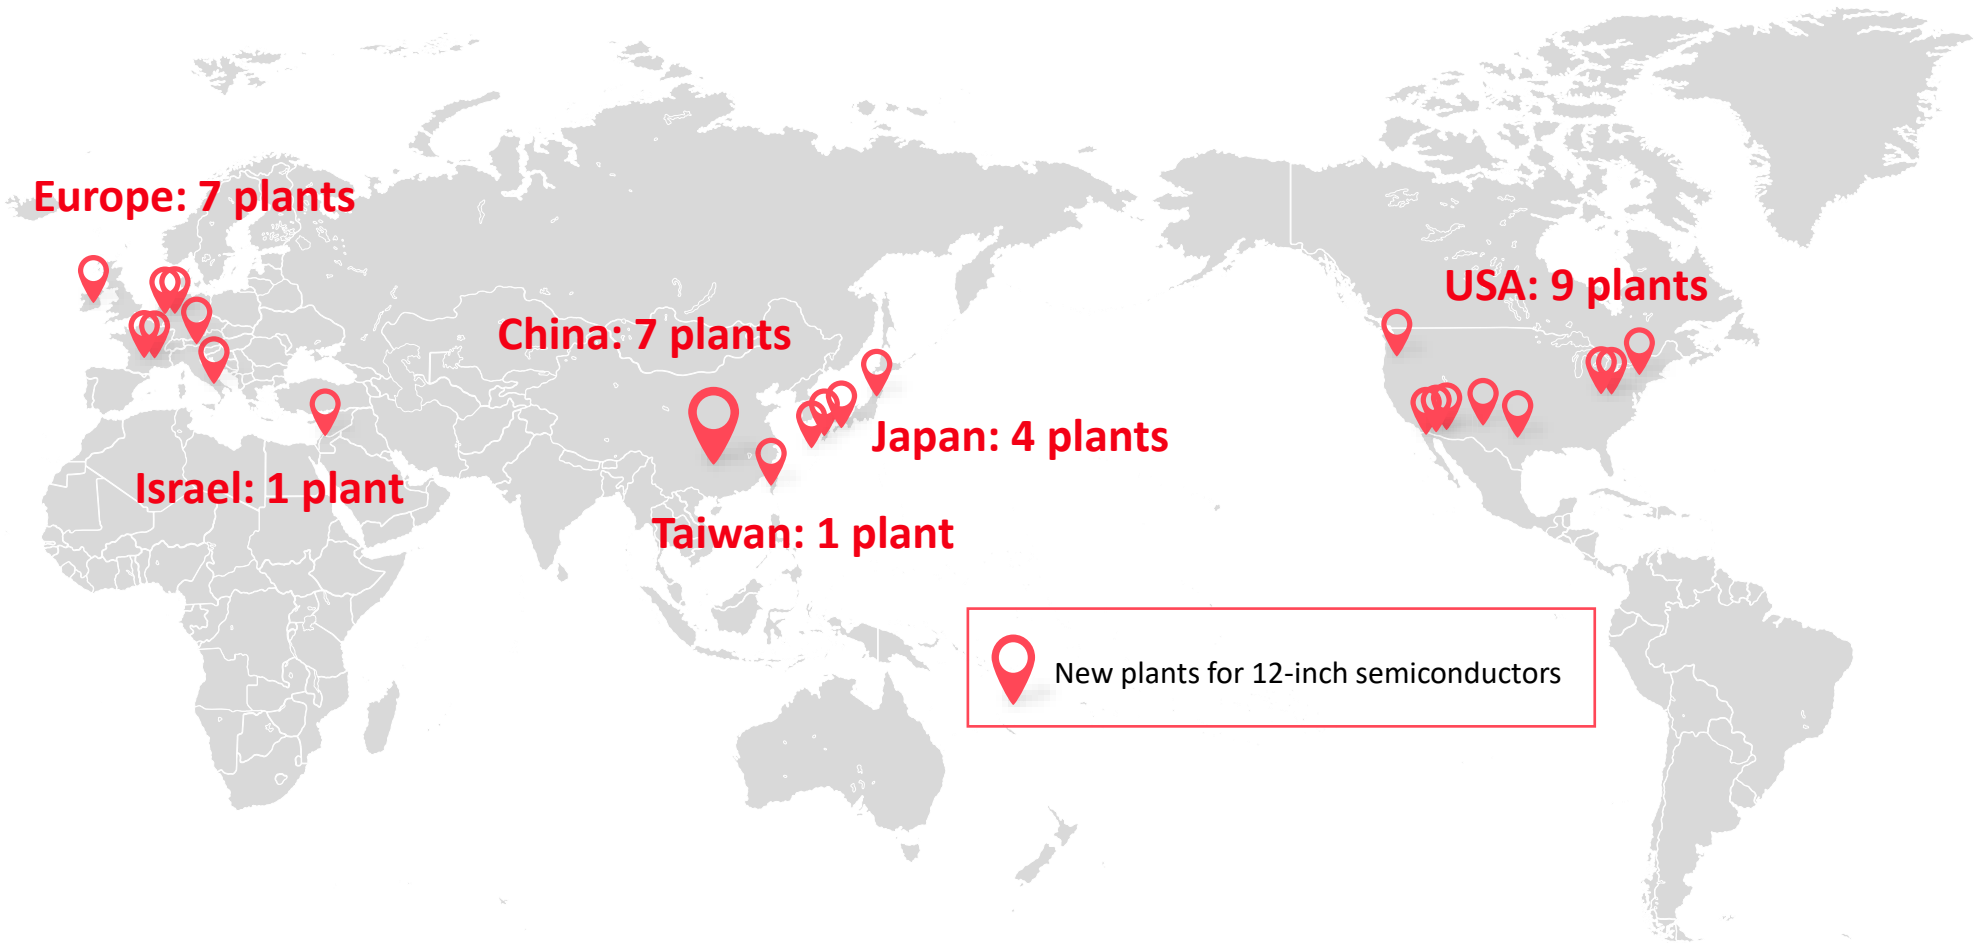 Europe: 7 plants
USA: 9 plants
China: 7 plants
Japan: 4 plants
Israel: 1 plant
Taiwan: 1 plant
New plants for 12-inch semiconductors